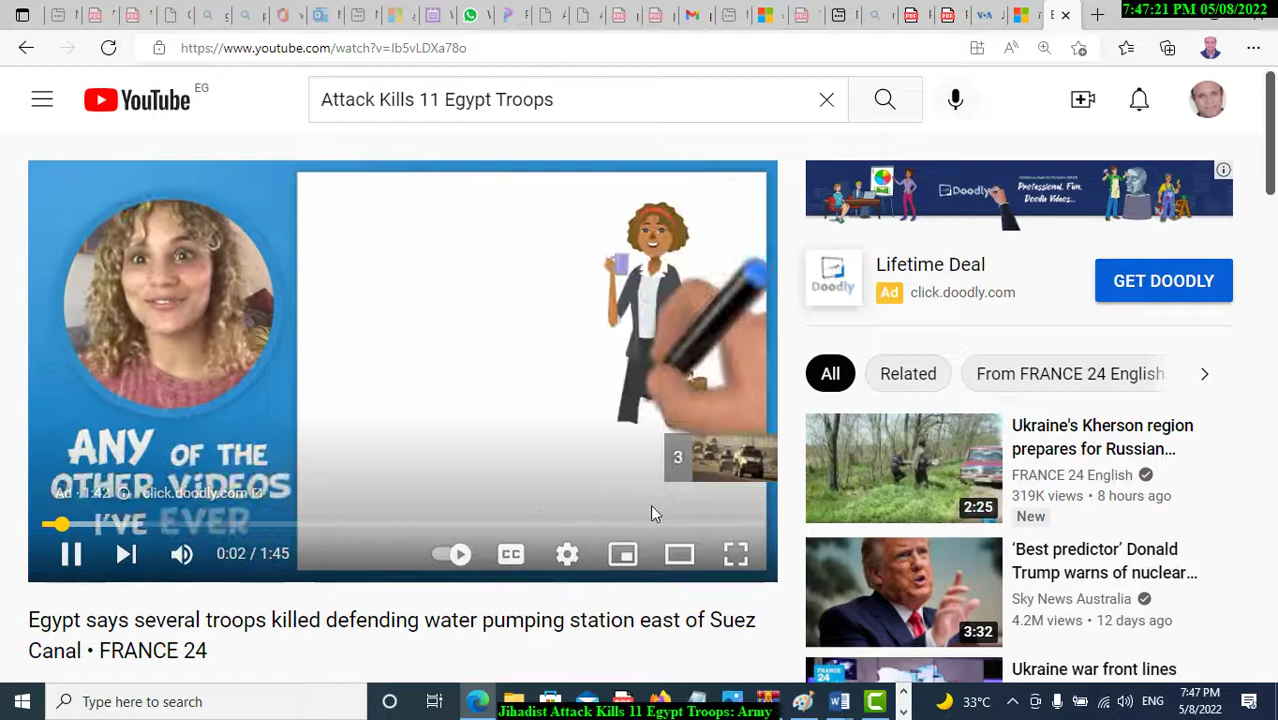 7:47:21 PM 05/08/2022
https://www.youtube.com/watch?v=Ib5vLDXa78o
YouTube EG
Attack Kills 11 Egypt Troops
ANY OF THE
OTHER VIDEOS
I'VE EVER
Ad · 1:42 click.doodly.com
3
0:02 / 1:45
CC
Egypt says several troops killed defending water pumping station east of Suez
Canal • FRANCE 24
Doodly
Professional, Fun,
Doodle Videos...
Doodly
Lifetime Deal
Ad click.doodly.com
GET DOODLY
All
Related
From FRANCE 24 English
Ukraine's Kherson region
prepares for Russian...
FRANCE 24 English
319K views • 8 hours ago
New
2:25
‘Best predictor’ Donald
Trump warns of nuclear...
Sky News Australia
4.2M views • 12 days ago
3:32
Ukraine war front lines
FRANCE
Type here to search
33°C
ENG
7:47 PM
5/8/2022
Jihadist Attack Kills 11 Egypt Troops: Army